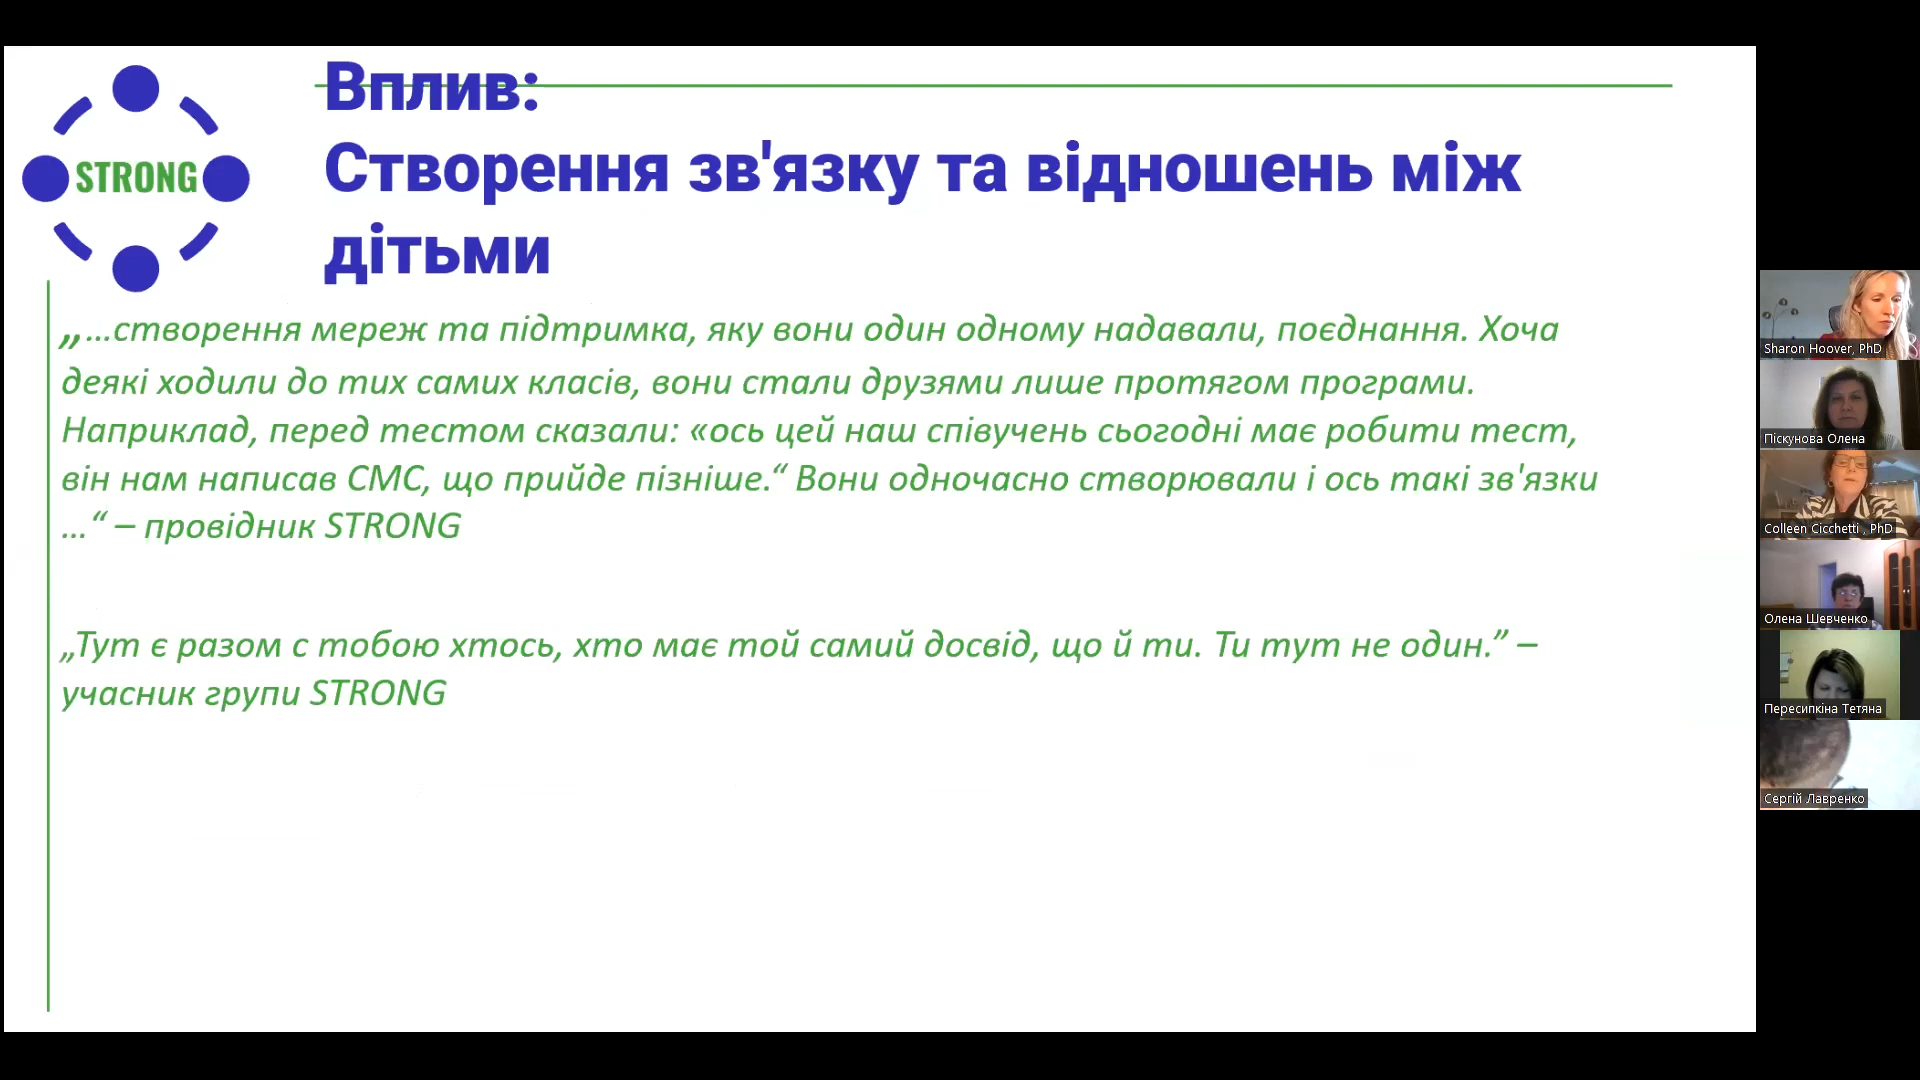 STRONG
Вплив:
Створення зв'язку та відношень між
дітьми
„…створення мереж та підтримка, яку вони один одному надавали, поєднання. Хоча
деякі ходили до тих самих класів, вони стали друзями лише протягом програми.
Наприклад, перед тестом сказали: «ось цей наш співучень сьогодні має робити тест,
він нам написав СМС, що прийде пізніше.“ Вони одночасно створювали і ось такі зв'язки
…“ – провідник STRONG
„Тут є разом с тобою хтось, хто має той самий досвід, що й ти. Ти тут не один.” –
учасник групи STRONG
Sharon Hoover, PhD
Піскунова Олена
Colleen Cicchetti , PhD
Олена Шевченко
Пересипкіна Тетяна
Сергій Лавренко